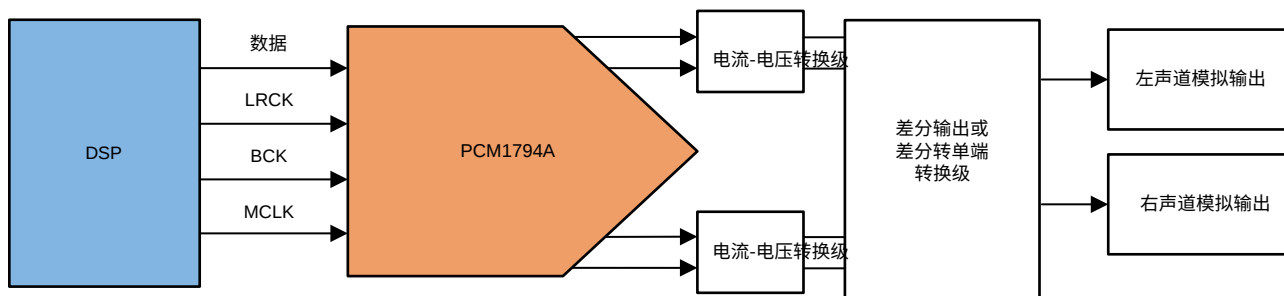 DSP
数据
LRCK
BCK
MCLK
PCM1794A
电流-电压转换级
电流-电压转换级
差分输出或
差分转单端
转换级
左声道模拟输出
右声道模拟输出